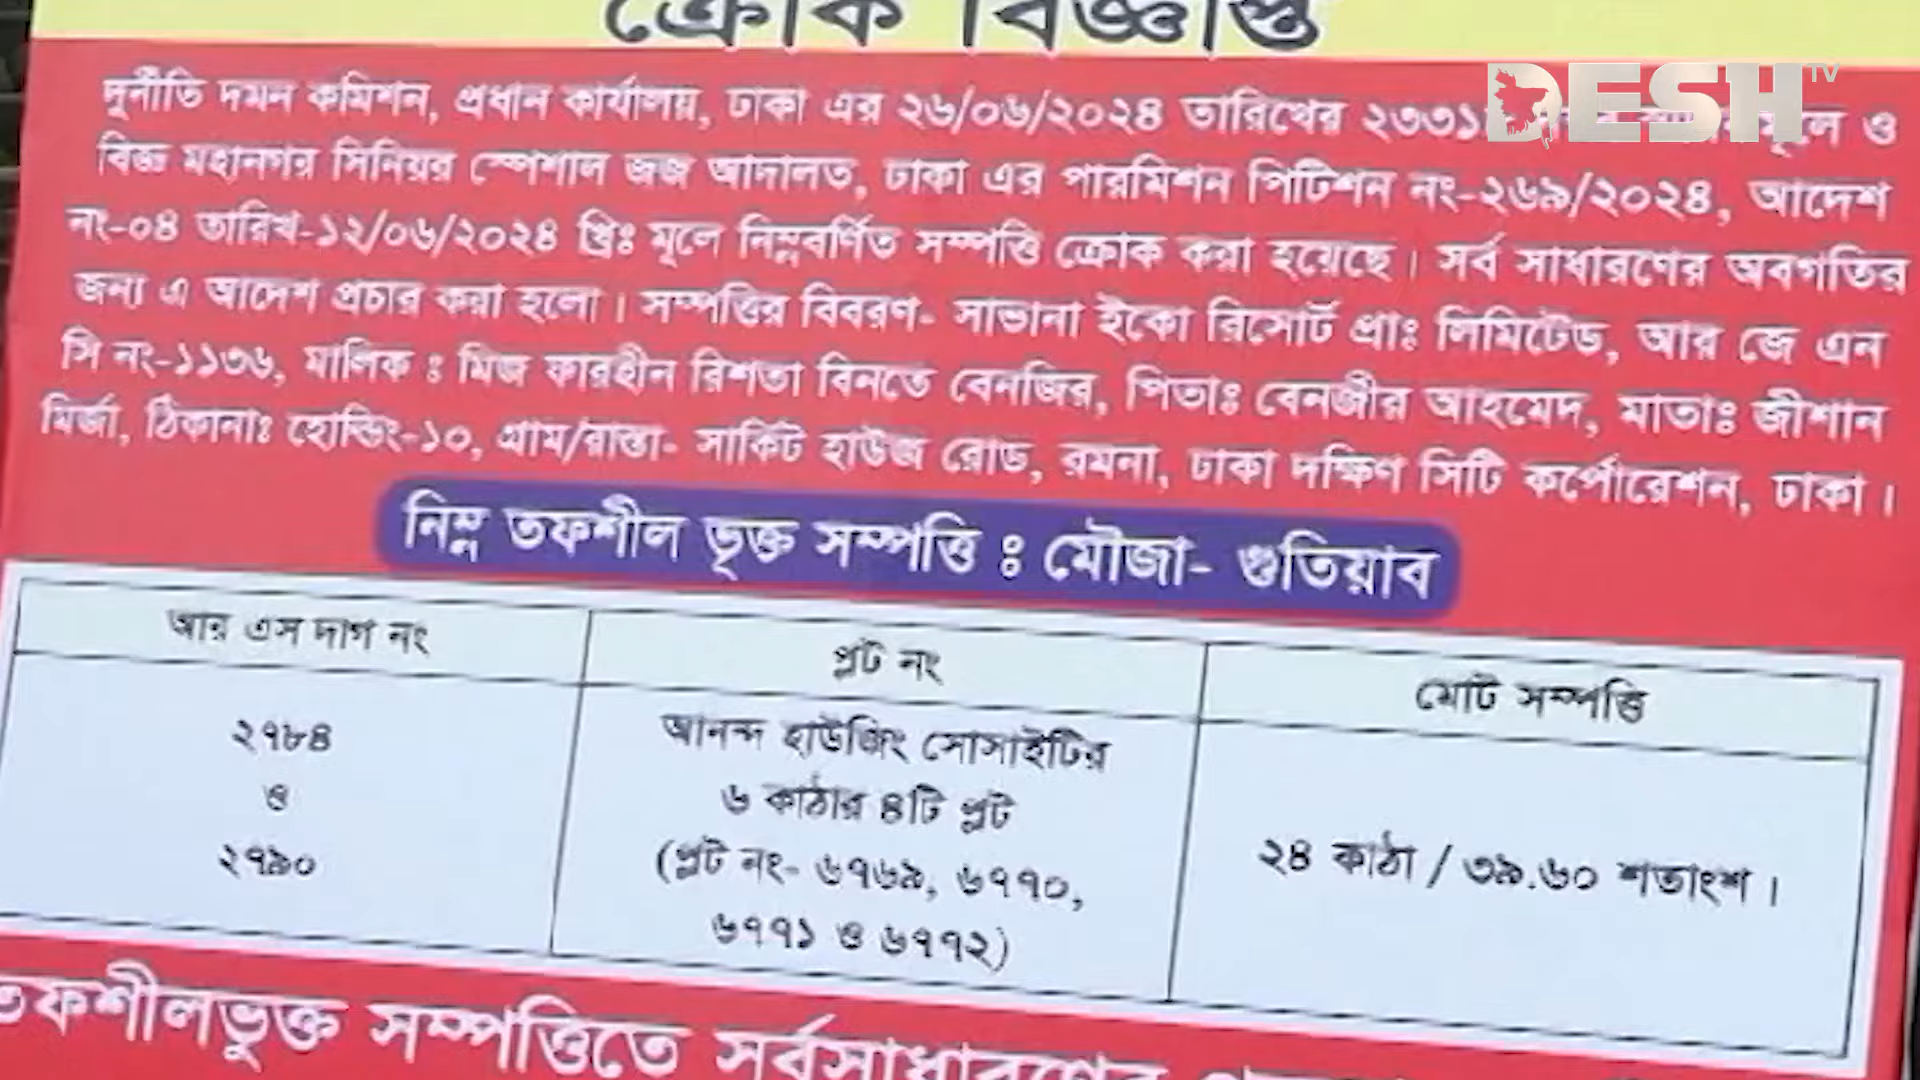 ক্রোক বিজ্ঞপ্তি
DESH TV
দুর্নীতি দমন কমিশন, প্রধান কার্যালয়, ঢাকা এর ২৬/০৬/২০২৪ তারিখের ২৩৩১ মূলে ও
বিজ্ঞ মহানগর সিনিয়র স্পেশাল জজ আদালত, ঢাকা এর পারমিশন পিটিশন নং-২৬৯/২০২৪, আদেশ
নং-০৪ তারিখ-১২/০৬/২০২৪ খ্রিঃ মূলে নিম্নবর্ণিত সম্পত্তি ক্রোক করা হয়েছে। সর্ব সাধারণের অবগতির
জন্য এ আদেশ প্রচার করা হলো। সম্পত্তির বিবরণ- সাভানা ইকো রিসোর্ট প্রাঃ লিমিটেড, আর জে এন
সি নং-১১৩৬, মালিক ঃ মিজ ফারহীন রিশতা বিনতে বেনজির, পিতাঃ বেনজীর আহমেদ, মাতাঃ জীশান
মির্জা, ঠিকানাঃ হোল্ডিং-১০, গ্রাম/রাস্তা- সার্কিট হাউজ রোড, রমনা, ঢাকা দক্ষিণ সিটি কর্পোরেশন, ঢাকা।
নিম্ন তফশীল ভূক্ত সম্পত্তি ঃ মৌজা- গুতিয়াব
আর এস দাগ নং
প্লট নং
মোট সম্পত্তি
২৭৮৪
ও
২৭৯০
আনন্দ হাউজিং সোসাইটির
৬ কাঠার ৪টি প্লট
(প্লট নং- ৬৭৬৯, ৬৭৭০,
৬৭৭১ ও ৬৭৭২)
২৪ কাঠা / ৩৯.৬০ শতাংশ।
তফশীলভুক্ত সম্পত্তিতে সর্বসাধারণের